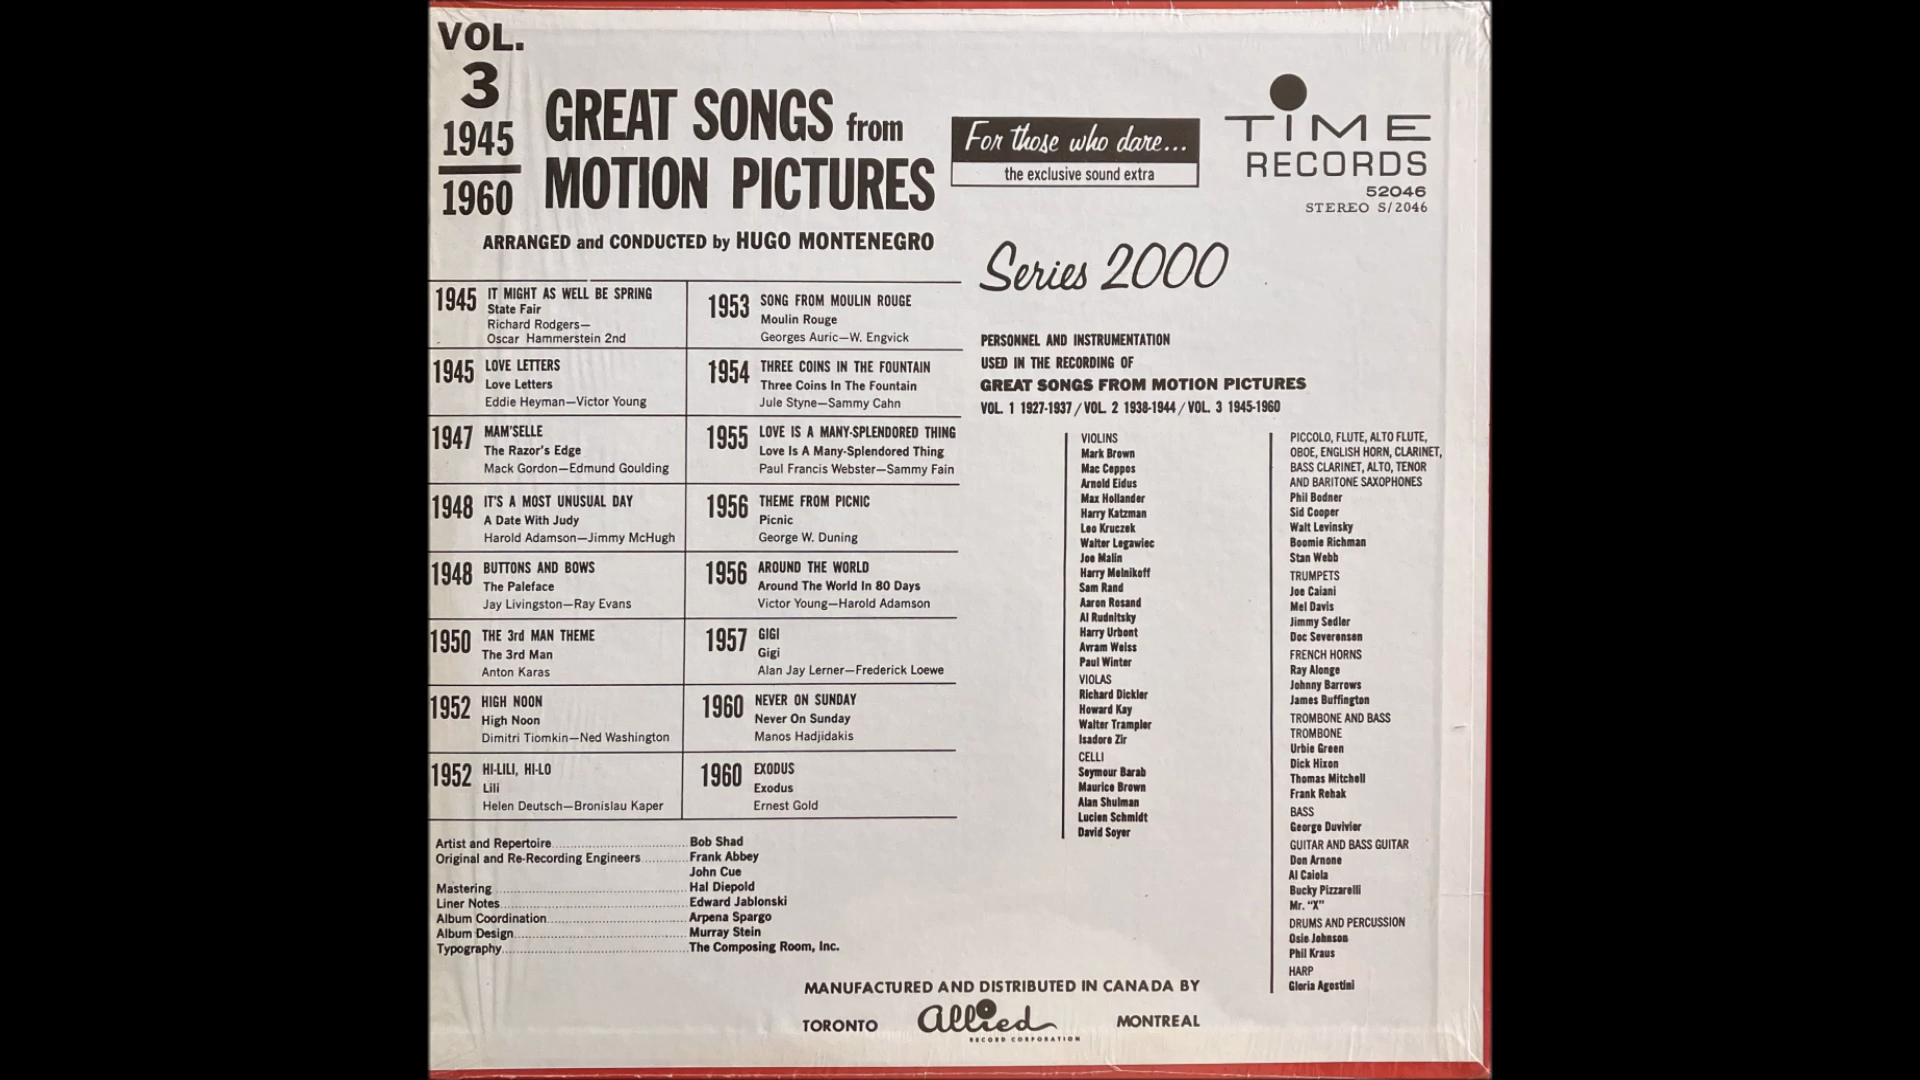 VOL.
3
1945
1960
GREAT SONGS from
MOTION PICTURES
ARRANGED and CONDUCTED by HUGO MONTENEGRO
For those who dare...
the exclusive sound extra
TIME
RECORDS
52046
STEREO S/2046
Series 2000
1945 IT MIGHT AS WELL BE SPRING
State Fair
Richard Rodgers—
Oscar Hammerstein 2nd
1945 LOVE LETTERS
Love Letters
Eddie Heyman—Victor Young
1947 MAM'SELLE
The Razor's Edge
Mack Gordon—Edmund Goulding
1948 IT'S A MOST UNUSUAL DAY
A Date With Judy
Harold Adamson—Jimmy McHugh
1948 BUTTONS AND BOWS
The Paleface
Jay Livingston—Ray Evans
1950 THE 3rd MAN THEME
The 3rd Man
Anton Karas
1952 HIGH NOON
High Noon
Dimitri Tiomkin—Ned Washington
1952 HI-LILI, HI-LO
Lili
Helen Deutsch—Bronislau Kaper
1953 SONG FROM MOULIN ROUGE
Moulin Rouge
Georges Auric—W. Engvick
1954 THREE COINS IN THE FOUNTAIN
Three Coins In The Fountain
Jule Styne—Sammy Cahn
1955 LOVE IS A MANY-SPLENDORED THING
Love Is A Many-Splendored Thing
Paul Francis Webster—Sammy Fain
1956 THEME FROM PICNIC
Picnic
George W. Duning
1956 AROUND THE WORLD
Around The World In 80 Days
Victor Young—Harold Adamson
1957 GIGI
Gigi
Alan Jay Lerner—Frederick Loewe
1960 NEVER ON SUNDAY
Never On Sunday
Manos Hadjidakis
1960 EXODUS
Exodus
Ernest Gold
Artist and Repertoire Bob Shad
Original and Re-Recording Engineers Frank Abbey
John Cue
Mastering Hal Diepold
Liner Notes Edward Jablonski
Album Coordination Arpena Spargo
Album Design Murray Stein
Typography The Composing Room, Inc.
PERSONNEL AND INSTRUMENTATION
USED IN THE RECORDING OF
GREAT SONGS FROM MOTION PICTURES
VOL. 1 1927-1937 / VOL. 2 1938-1944 / VOL. 3 1945-1960
VIOLINS
Mark Brown
Mac Ceppos
Arnold Eidus
Max Hollander
Harry Katzman
Leo Kruczek
Walter Legawiec
Joe Malin
Harry Melnikoff
Sam Rand
Aaron Rosand
Al Rudnitsky
Harry Urbont
Avram Weiss
Paul Winter
VIOLAS
Richard Dickler
Howard Kay
Walter Trampler
Isadore Zir
CELLI
Seymour Barab
Maurice Brown
Alan Shulman
Lucien Schmidt
David Soyer
PICCOLO, FLUTE, ALTO FLUTE,
OBOE, ENGLISH HORN, CLARINET,
BASS CLARINET, ALTO, TENOR
AND BARITONE SAXOPHONES
Phil Bodner
Sid Cooper
Walt Levinsky
Boomie Richman
Stan Webb
TRUMPETS
Joe Caiani
Mel Davis
Jimmy Sedler
Doc Severensen
FRENCH HORNS
Ray Alonge
Johnny Barrows
James Buffington
TROMBONE AND BASS
TROMBONE
Urbie Green
Dick Hixon
Thomas Mitchell
Frank Rehak
BASS
George Duvivier
GUITAR AND BASS GUITAR
Don Arnone
Al Caiola
Bucky Pizzarelli
Mr. "X"
DRUMS AND PERCUSSION
Osie Johnson
Phil Kraus
HARP
Gloria Agostini
MANUFACTURED AND DISTRIBUTED IN CANADA BY
TORONTO Allied MONTREAL
RECORD CORPORATION